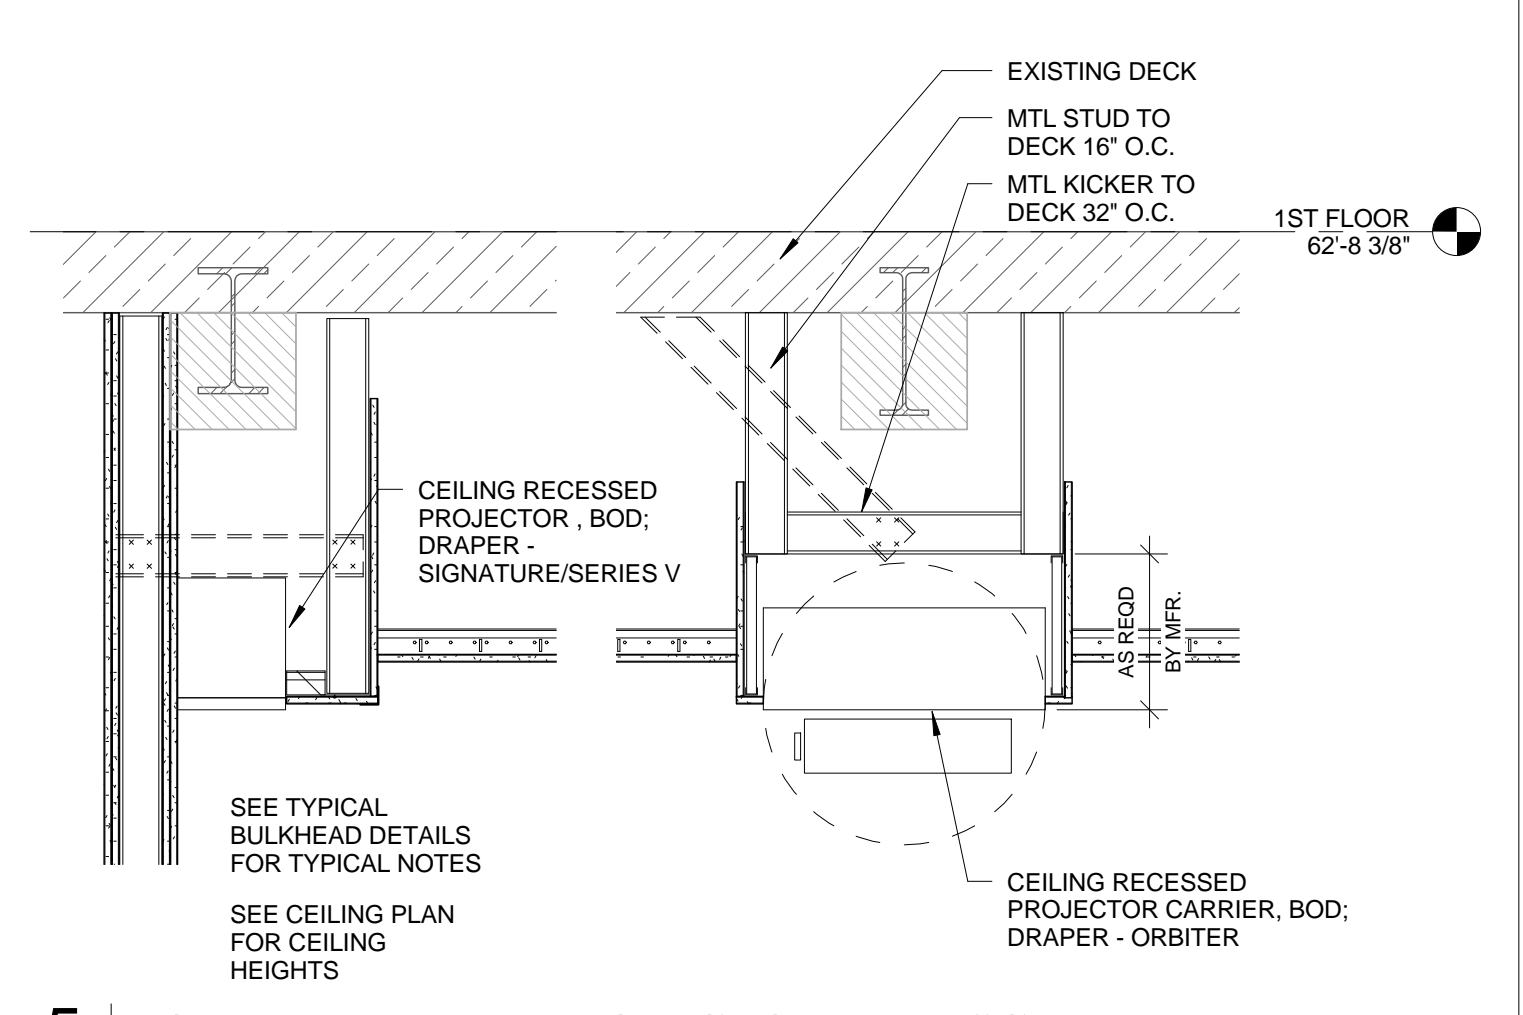 EXISTING DECK
MTL STUD TO
DECK 16" O.C.
MTL KICKER TO
DECK 32" O.C.
1ST FLOOR
62'-8 3/8"
CEILING RECESSED
PROJECTOR , BOD;
DRAPER -
SIGNATURE/SERIES V
AS REQD
BY MFR.
SEE TYPICAL
BULKHEAD DETAILS
FOR TYPICAL NOTES
SEE CEILING PLAN
FOR CEILING
HEIGHTS
CEILING RECESSED
PROJECTOR CARRIER, BOD;
DRAPER - ORBITER